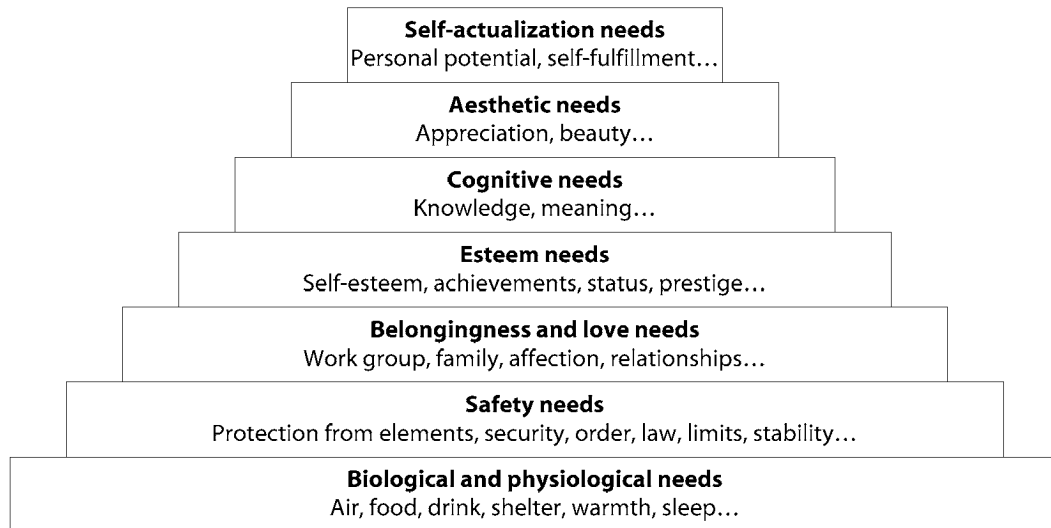 Self-actualization needs
Personal potential, self-fulfillment…
Aesthetic needs
Appreciation, beauty…
Cognitive needs
Knowledge, meaning…
Esteem needs
Self-esteem, achievements, status, prestige…
Belongingness and love needs
Work group, family, affection, relationships…
Safety needs
Protection from elements, security, order, law, limits, stability…
Biological and physiological needs
Air, food, drink, shelter, warmth, sleep…